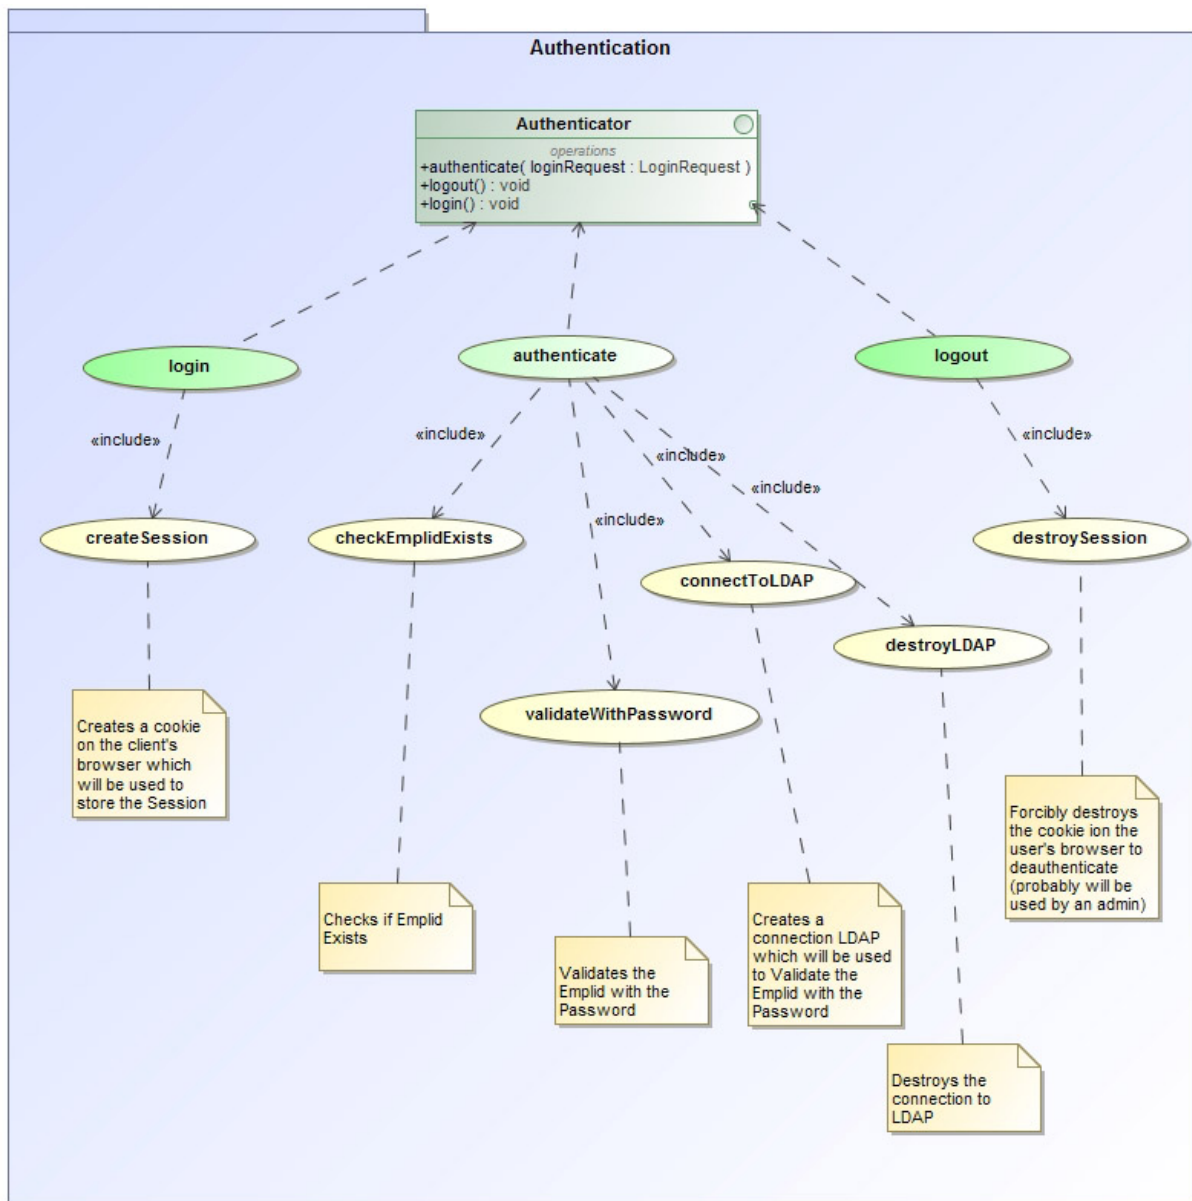 Authentication
Authenticator
operations
+authenticate( loginRequest : LoginRequest )
+logout() : void
+login() : void
login
authenticate
logout
«include»
«include»
«include»
«include»
«include»
«include»
createSession
checkEmplidExists
connectToLDAP
destroySession
destroyLDAP
validateWithPassword
Creates a cookie
on the client's
browser which
will be used to
store the Session
Checks if Emplid
Exists
Validates the
Emplid with the
Password
Creates a
connection LDAP
which will be used
to Validate the
Emplid with the
Password
Forcibly destroys
the cookie ion the
user's browser to
deauthenticate
(probably will be
used by an admin)
Destroys the
connection to
LDAP